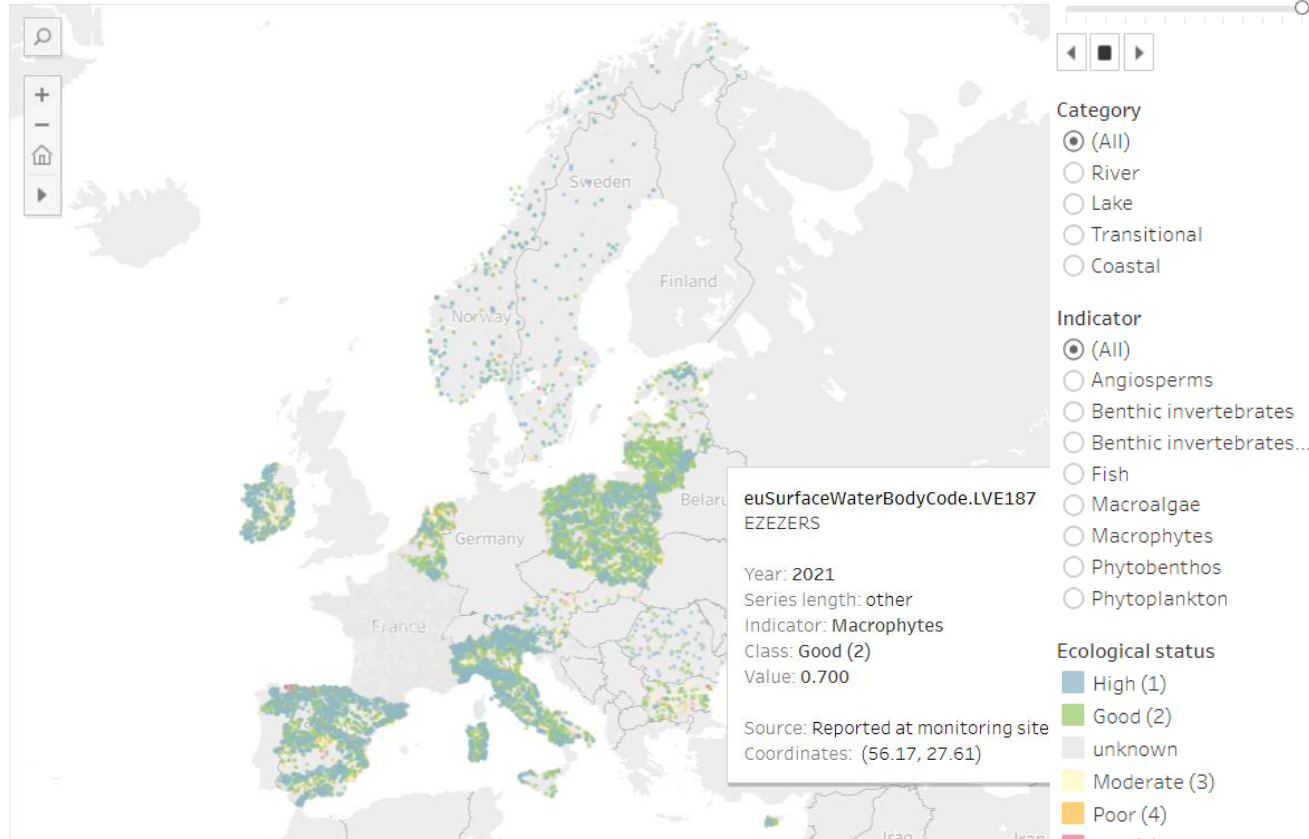 Sweden
Finland
Norway
Belaru
Germany
France
Iraq
Iran
euSurfaceWaterBodyCode.LVE187
EZEZERS
Year: 2021
Series length: other
Indicator: Macrophytes
Class: Good (2)
Value: 0.700
Source: Reported at monitoring site
Coordinates: (56.17, 27.61)
Category
(All)
River
Lake
Transitional
Coastal
Indicator
(All)
Angiosperms
Benthic invertebrates
Benthic invertebrates...
Fish
Macroalgae
Macrophytes
Phytobenthos
Phytoplankton
Ecological status
High (1)
Good (2)
unknown
Moderate (3)
Poor (4)